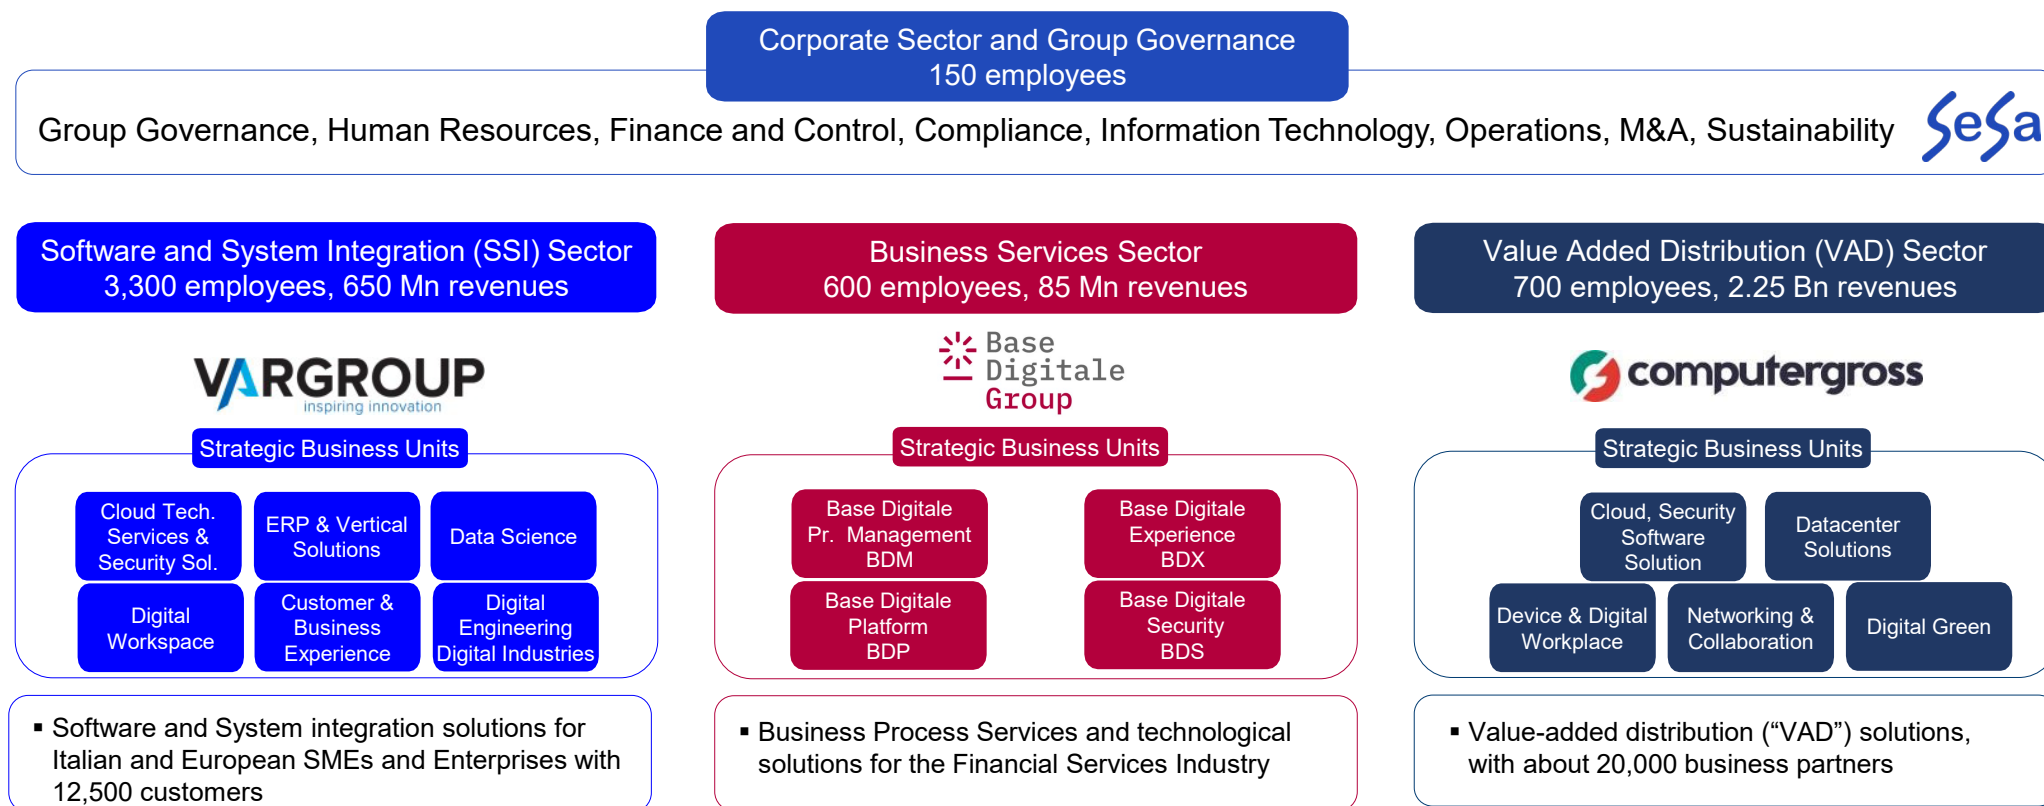 Corporate Sector and Group Governance
150 employees
Group Governance, Human Resources, Finance and Control, Compliance, Information Technology, Operations, M&A, Sustainability
SeSa
Software and System Integration (SSI) Sector
3,300 employees, 650 Mn revenues
VARGROUP
inspiring innovation
Strategic Business Units
Cloud Tech.
Services &
Security Sol.
ERP & Vertical
Solutions
Data Science
Digital
Workspace
Customer &
Business
Experience
Digital
Engineering
Digital Industries
▪ Software and System integration solutions for
Italian and European SMEs and Enterprises with
12,500 customers
Business Services Sector
600 employees, 85 Mn revenues
Base
Digitale
Group
Strategic Business Units
Base Digitale
Pr. Management
BDM
Base Digitale
Experience
BDX
Base Digitale
Platform
BDP
Base Digitale
Security
BDS
▪ Business Process Services and technological
solutions for the Financial Services Industry
Value Added Distribution (VAD) Sector
700 employees, 2.25 Bn revenues
computergross
Strategic Business Units
Cloud, Security
Software
Solution
Datacenter
Solutions
Device & Digital
Workplace
Networking &
Collaboration
Digital Green
▪ Value-added distribution (“VAD”) solutions,
with about 20,000 business partners